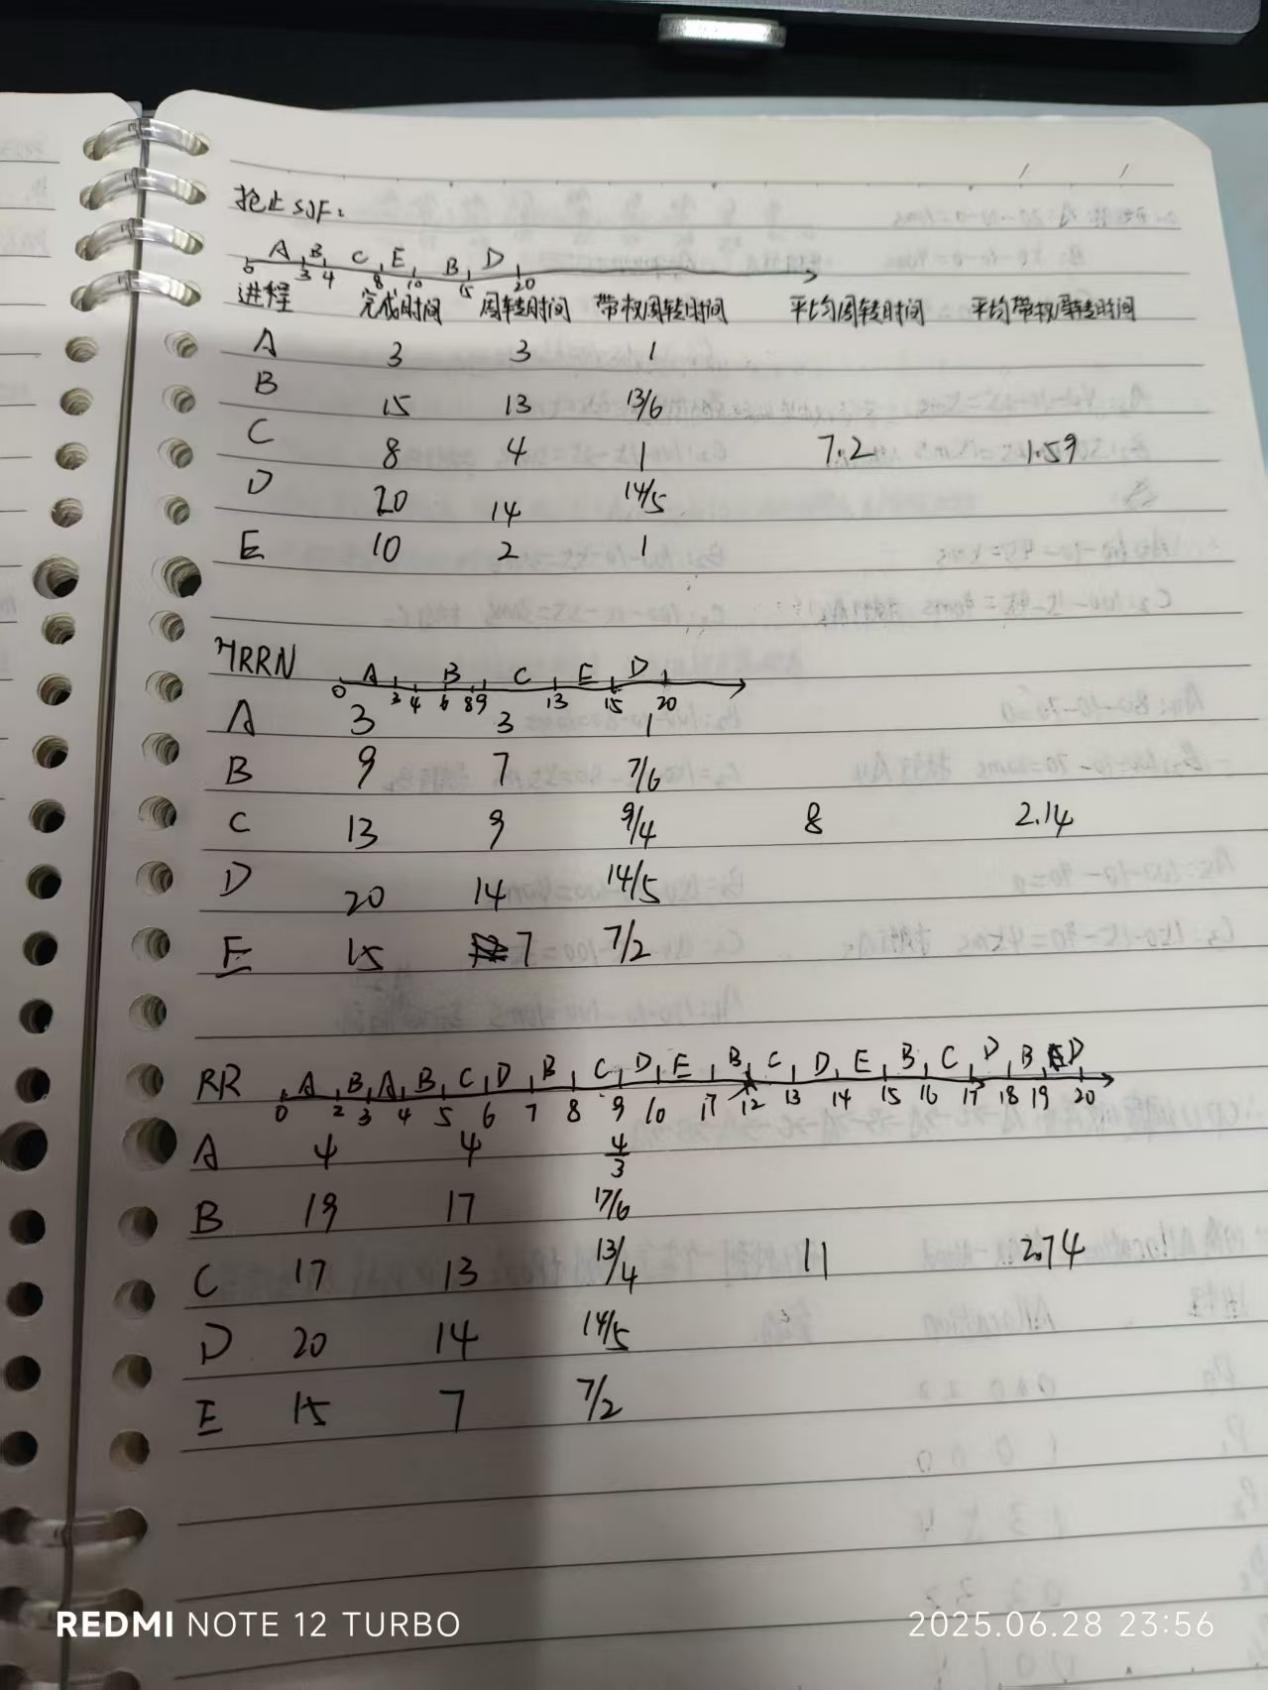 抢占SJF:
A B C E B D
0 3 4 8 10 15 20
进程 完成时间 周转时间 带权周转时间 平均周转时间 平均带权周转时间
A 3 3 1
B 15 13 13/6
C 8 4 1 7.2 1.59
D 20 14 14/5
E 10 2 1
HRRN A B C E D
0 3 4 6 8 9 13 15 20
A 3 3 1
B 9 7 7/6
C 13 9 9/4 8 2.14
D 20 14 14/5
E 15 7 7/2
RR A B A B C D B C D E B C D E B C D B D
0 2 3 4 5 6 7 8 9 10 17 12 13 14 15 16 17 18 19 20
A 4 4 4/3
B 19 17 17/6
C 17 13 13/4 11 2.74
D 20 14 14/5
E 15 7 7/2
REDMI NOTE 12 TURBO 2025.06.28 23:56